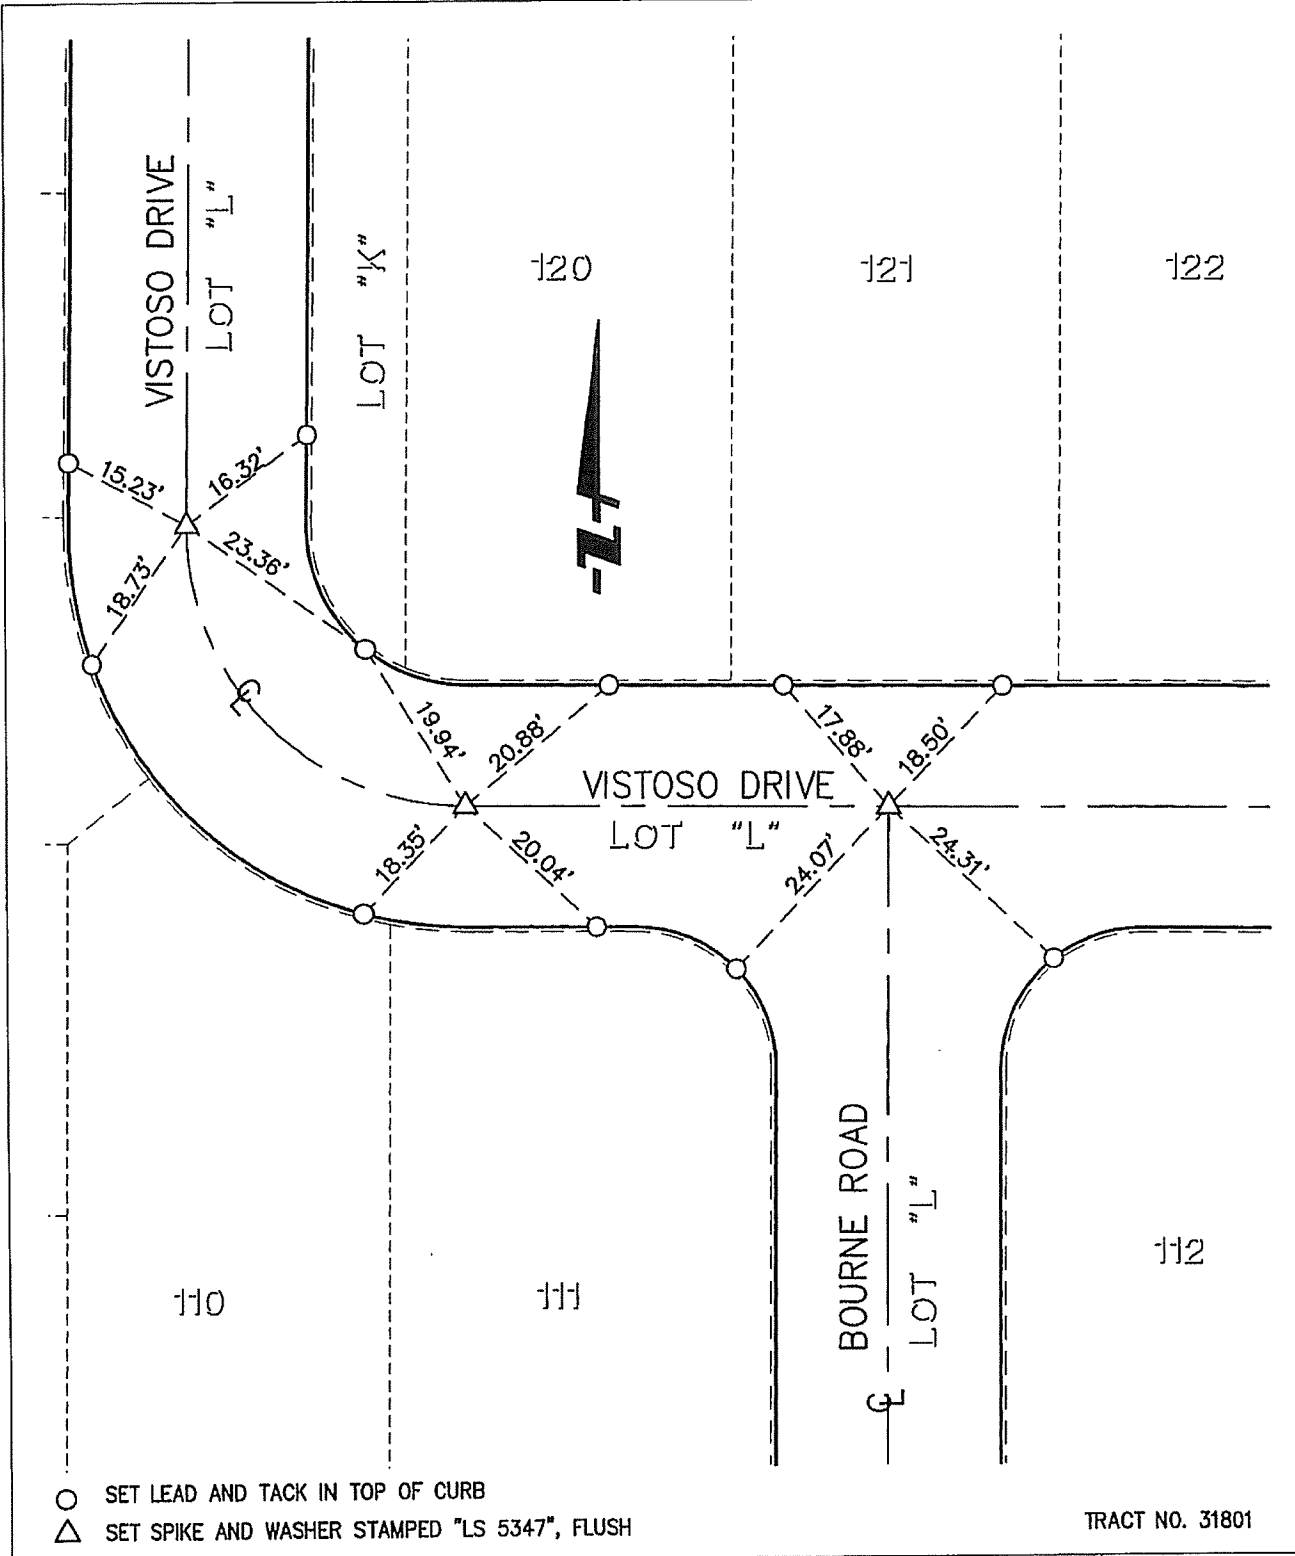 VISTOSO DRIVE
LOT "L"
LOT "K"
120
121
122
15.23'
16.32'
23.36'
18.73'
N
CL
19.94'
20.88'
17.88'
18.50'
VISTOSO DRIVE
LOT "L"
18.35'
20.04'
24.07'
24.31'
BOURNE ROAD
LOT "L"
CL
110
111
112
SET LEAD AND TACK IN TOP OF CURB
SET SPIKE AND WASHER STAMPED "LS 5347", FLUSH
TRACT NO. 31801